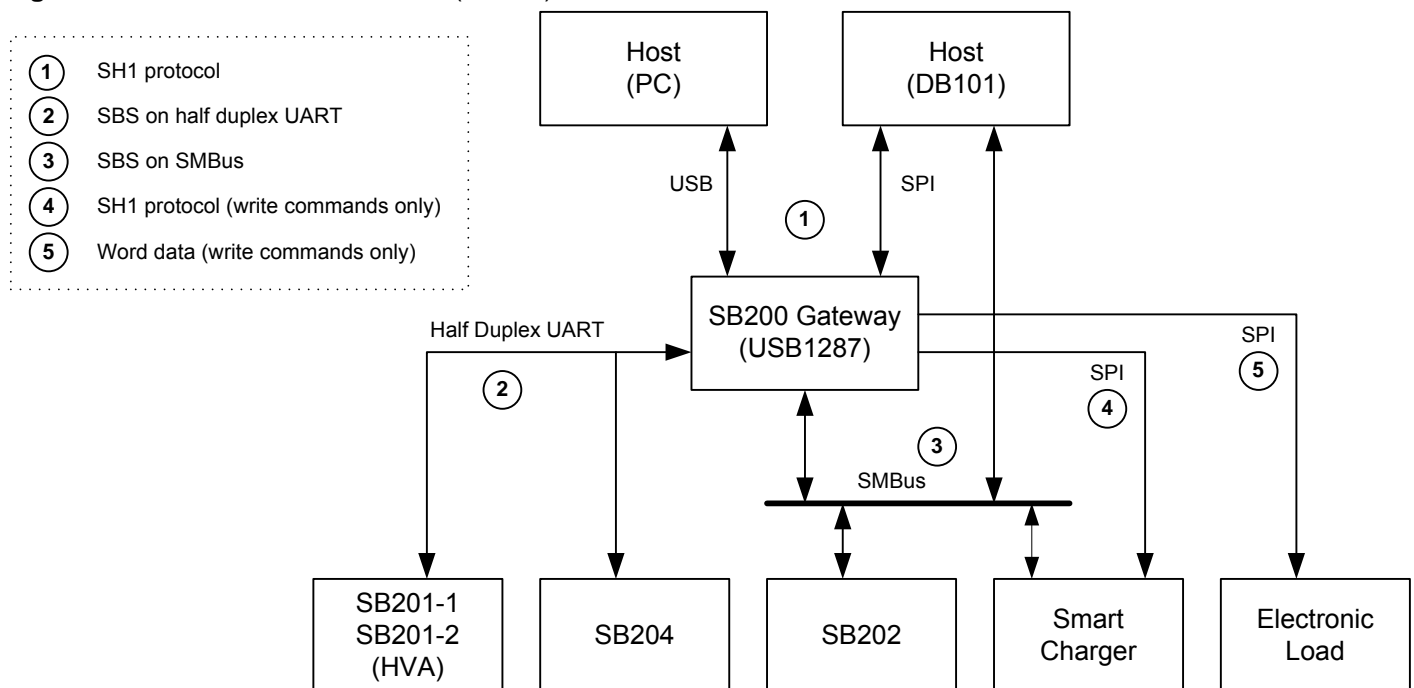 Host
(PC)
Host
(DB101)
1 SH1 protocol
2 SBS on half duplex UART
3 SBS on SMBus
4 SH1 protocol (write commands only)
5 Word data (write commands only)
USB
SPI
1
SB200 Gateway
(USB1287)
Half Duplex UART
2
SPI
5
SPI
4
3
SMBus
SB201-1
SB201-2
(HVA)
SB204
SB202
Smart
Charger
Electronic
Load